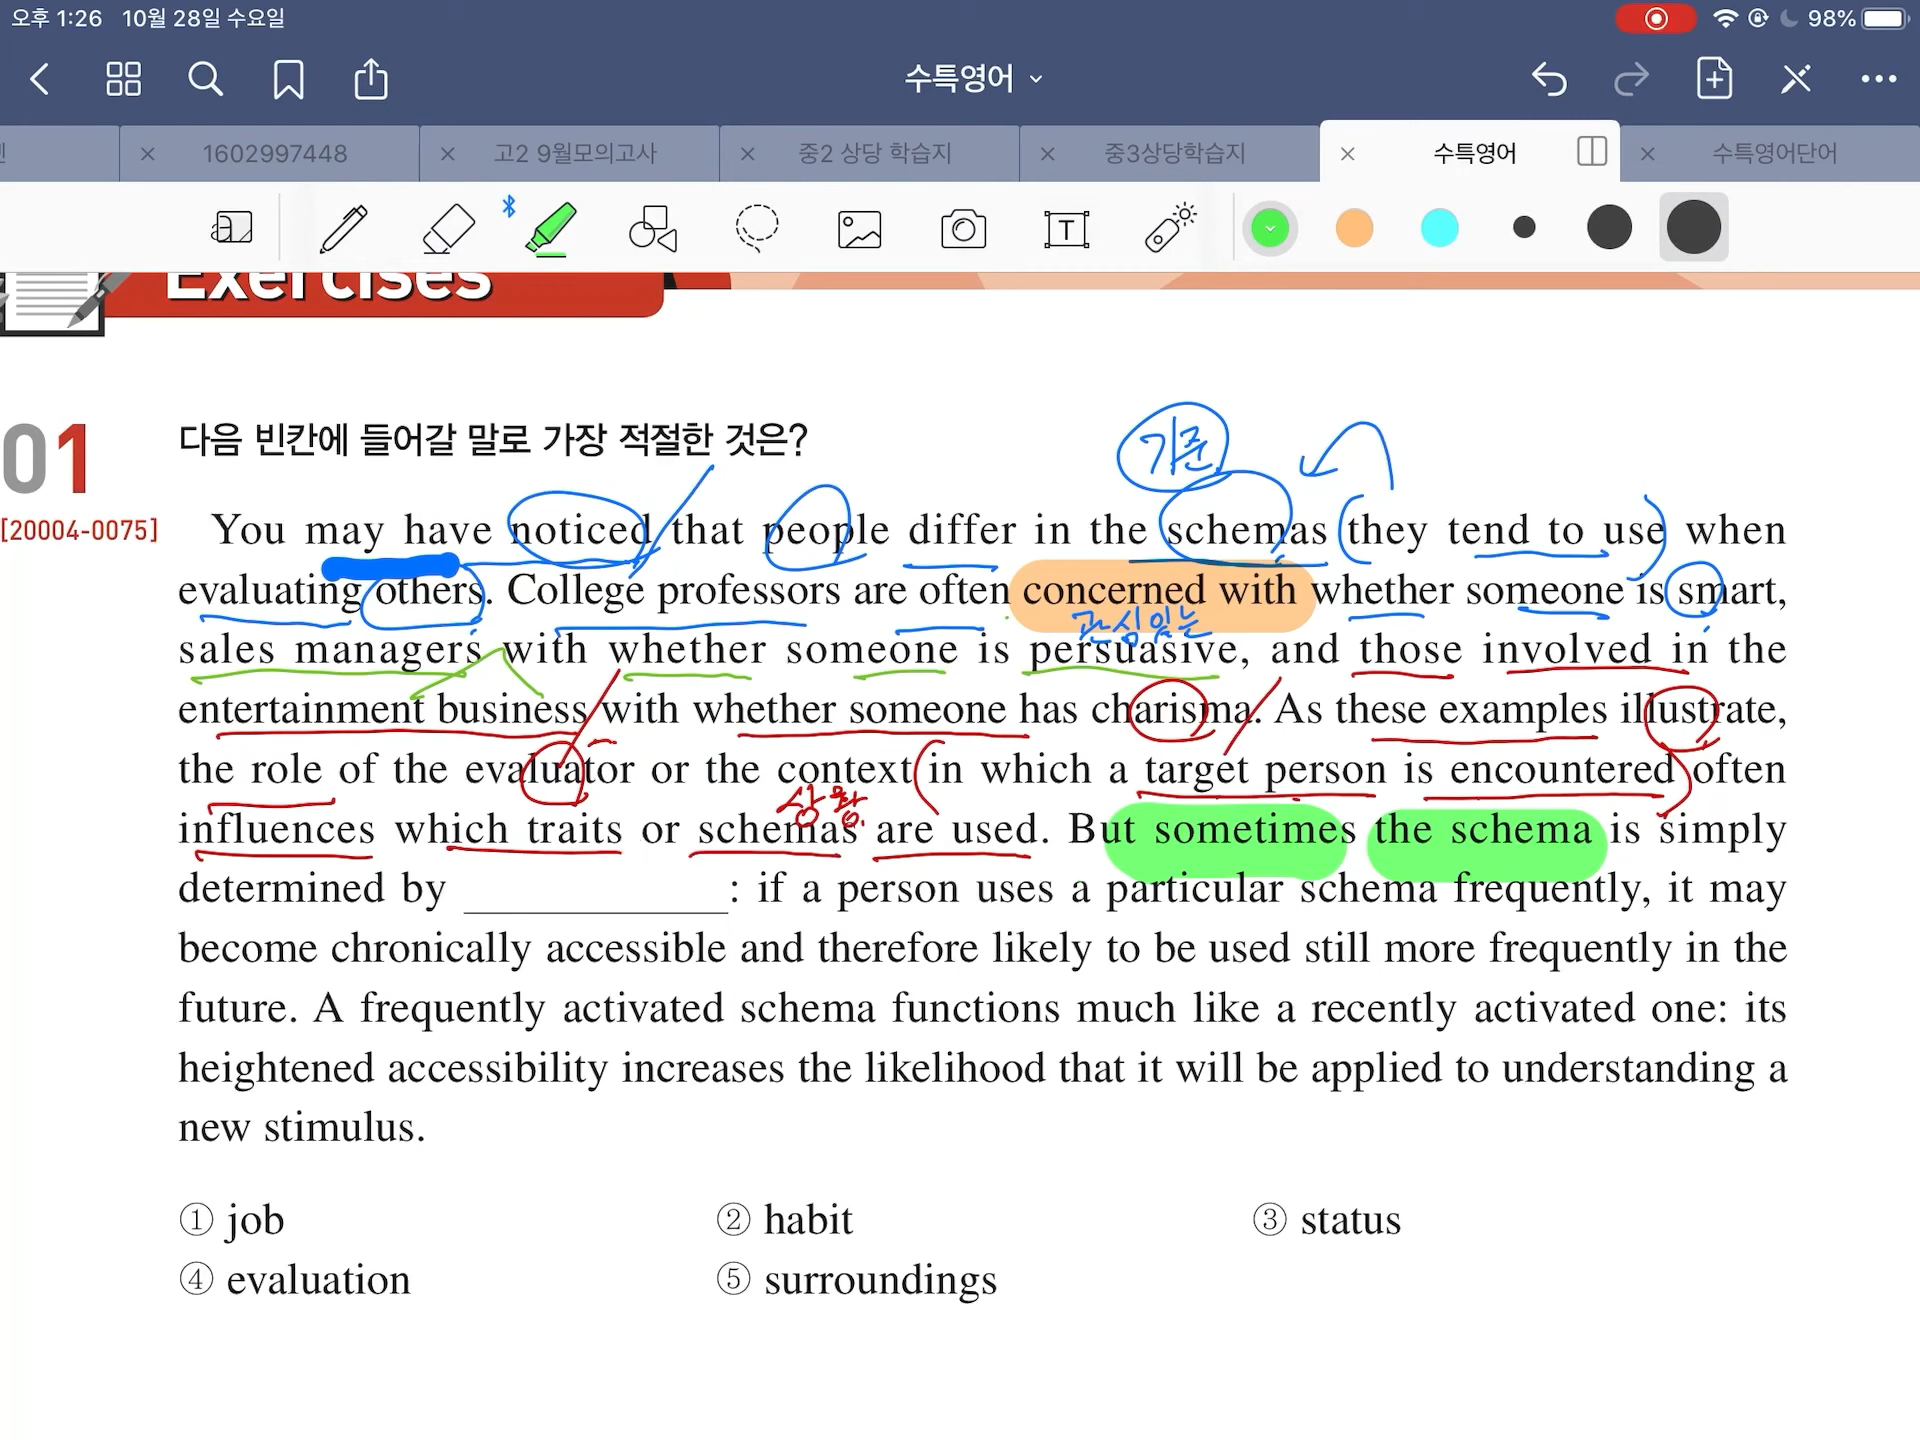 오후 1:26 10월 28일 수요일
98%
수특영어
1602997448
고2 9월모의고사
중2 상당 학습지
중3상당학습지
수특영어
수특영어단어
T
Exercises
01
다음 빈칸에 들어갈 말로 가장 적절한 것은?
기준
[20004-0075]
You may have noticed that people differ in the schemas they tend to use when
evaluating others. College professors are often concerned with whether someone is smart,
관심있는
sales managers with whether someone is persuasive, and those involved in the
entertainment business with whether someone has charisma. As these examples illustrate,
the role of the evaluator or the context in which a target person is encountered often
상황
influences which traits or schemas are used. But sometimes the schema is simply
determined by ____________: if a person uses a particular schema frequently, it may
become chronically accessible and therefore likely to be used still more frequently in the
future. A frequently activated schema functions much like a recently activated one: its
heightened accessibility increases the likelihood that it will be applied to understanding a
new stimulus.
① job ② habit ③ status
④ evaluation ⑤ surroundings